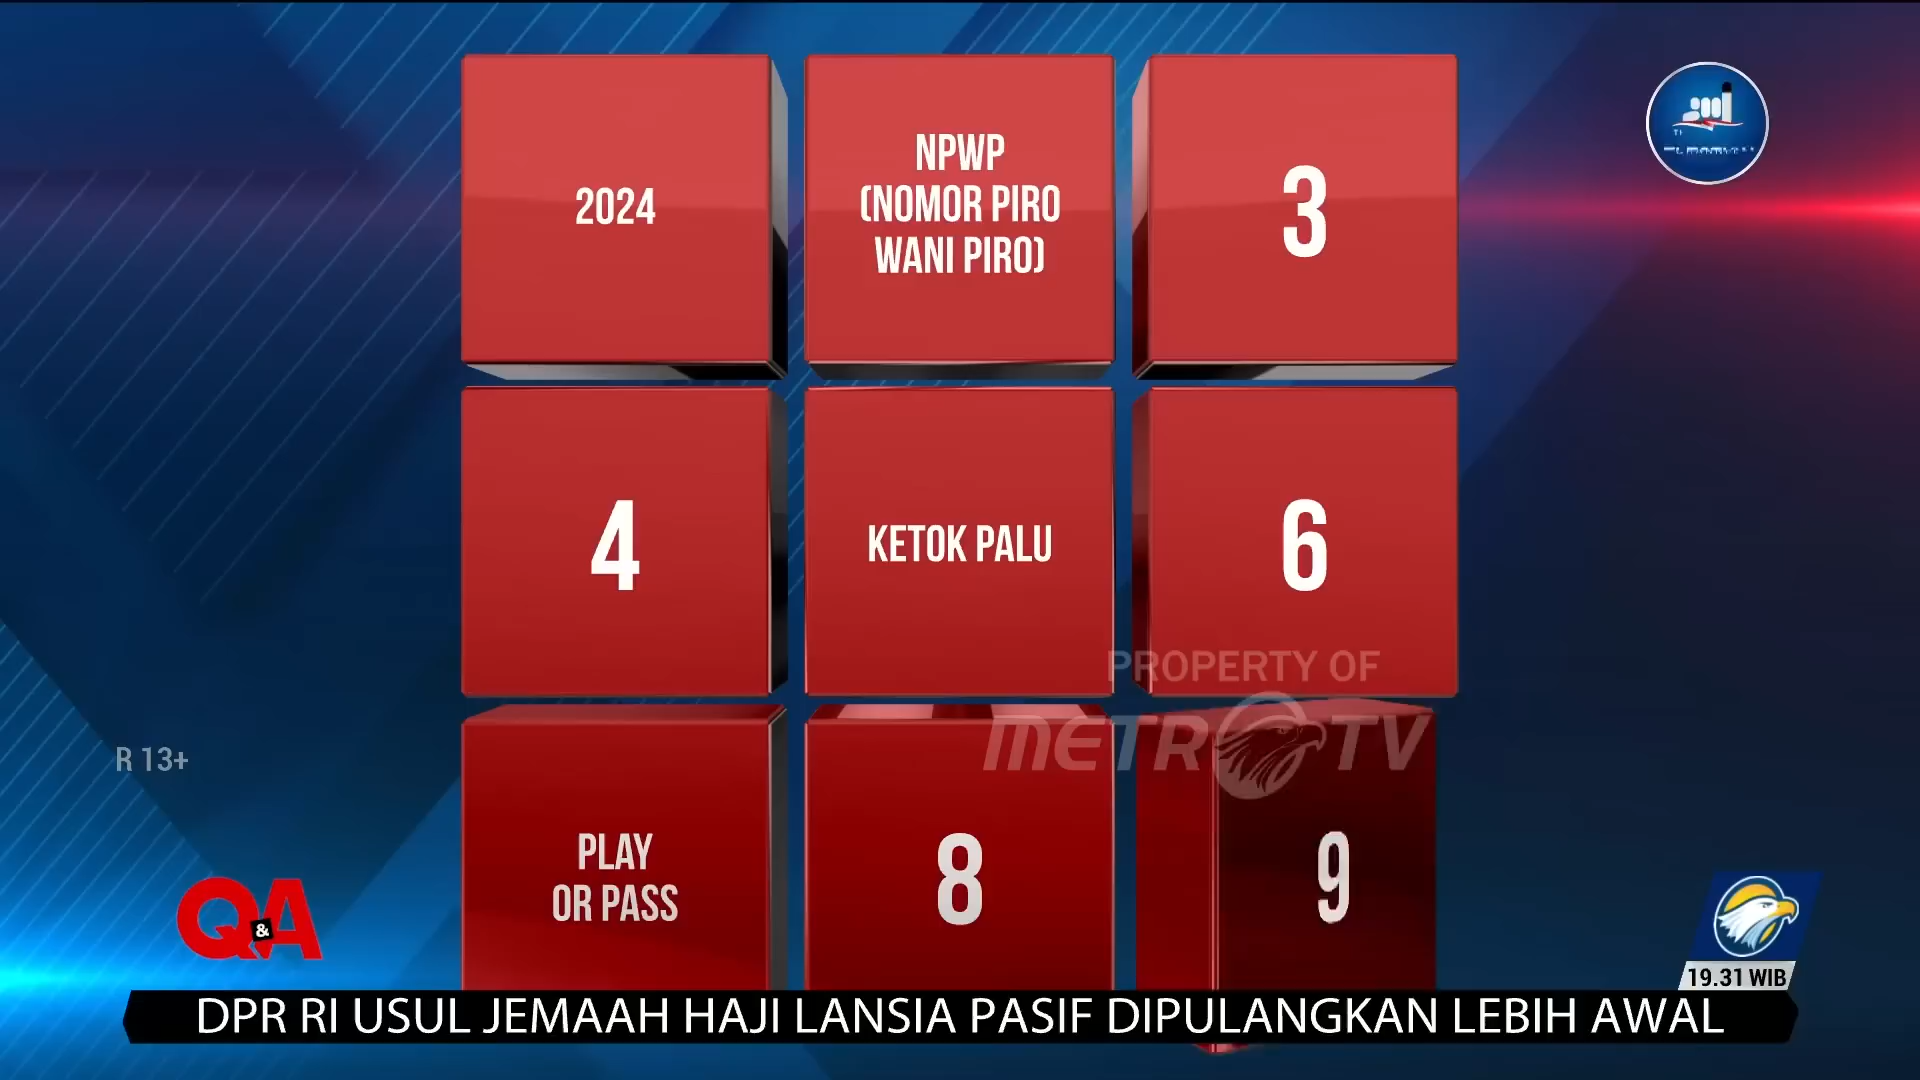 2024
NPWP
(NOMOR PIRO
WANI PIRO)
3
4
KETOK PALU
6
PROPERTY OF
METRO TV
R 13+
PLAY
OR PASS
8
9
Q&A
19.31 WIB
DPR RI USUL JEMAAH HAJI LANSIA PASIF DIPULANGKAN LEBIH AWAL